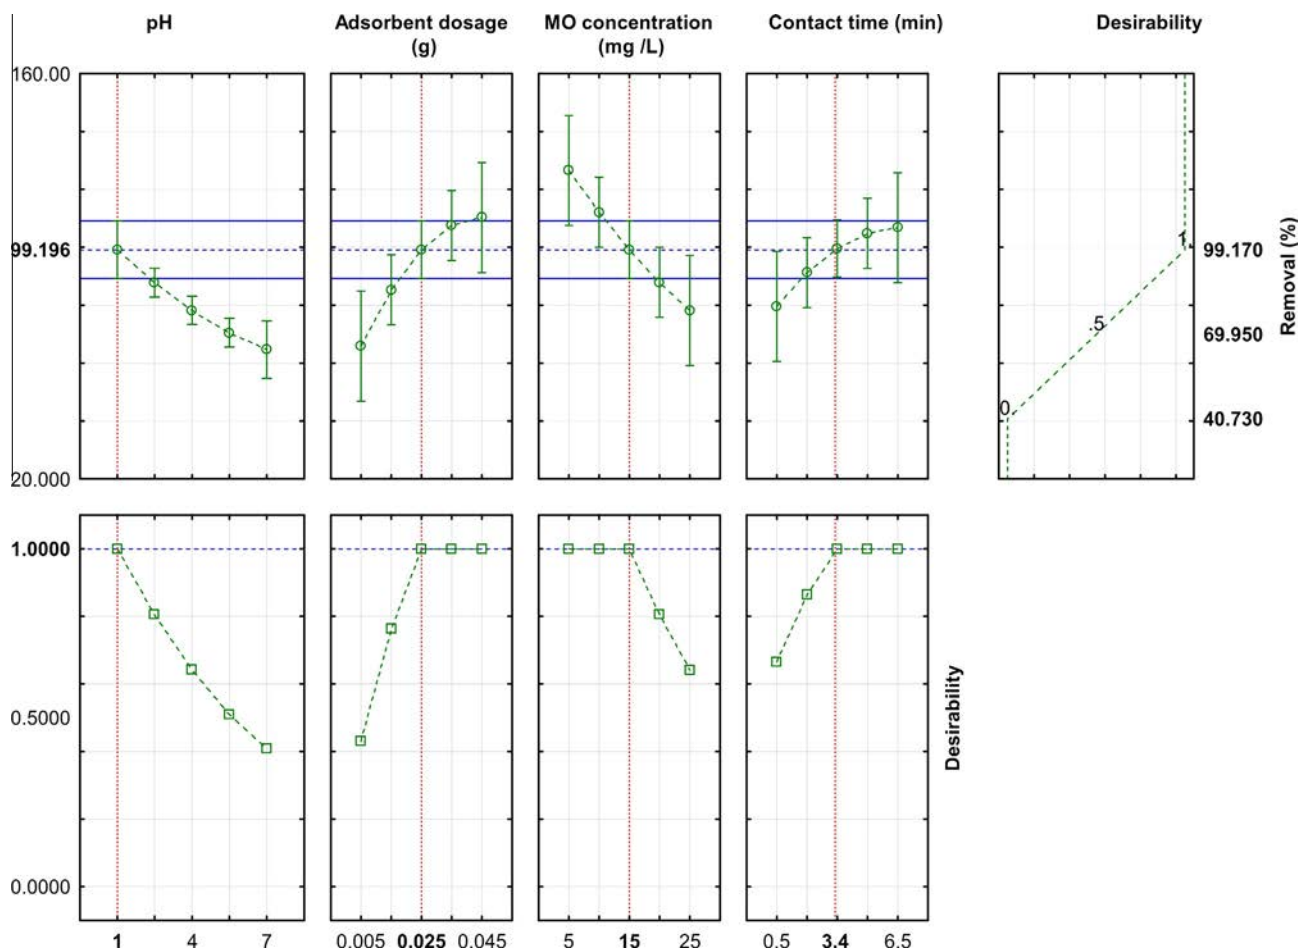 pH
Adsorbent dosage
(g)
MO concentration
(mg /L)
Contact time (min)
Desirability
160.00
99.196
20.000
1
.5
0.
99.170
69.950
40.730
Removal (%)
1.0000
0.5000
0.0000
Desirability
1 4 7
0.005 0.025 0.045
5 15 25
0.5 3.4 6.5